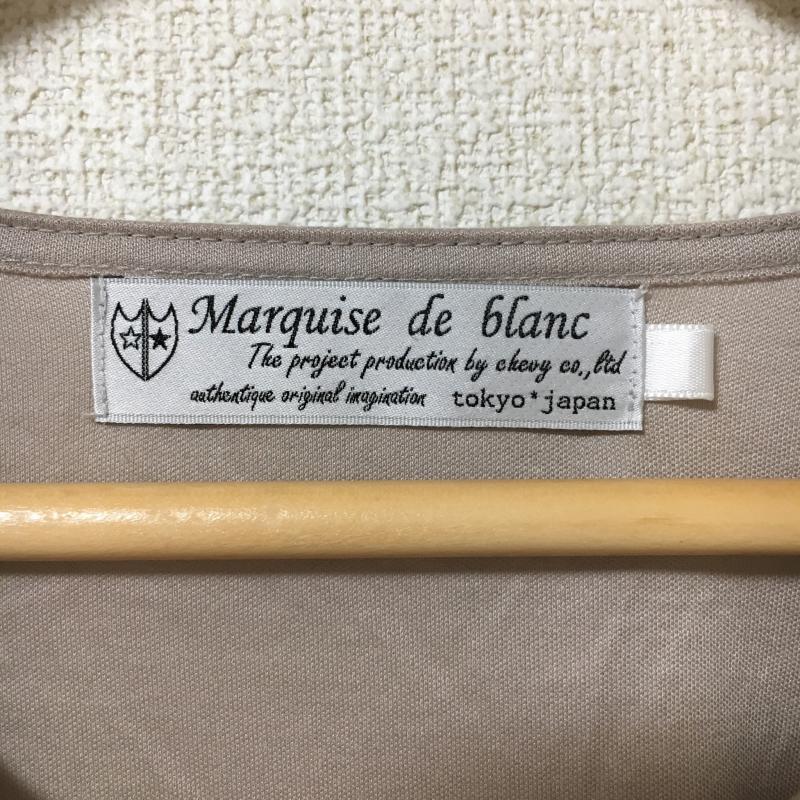 Marquise de blanc
The project production by chevy co.,ltd
authentique original imagination tokyo*japan